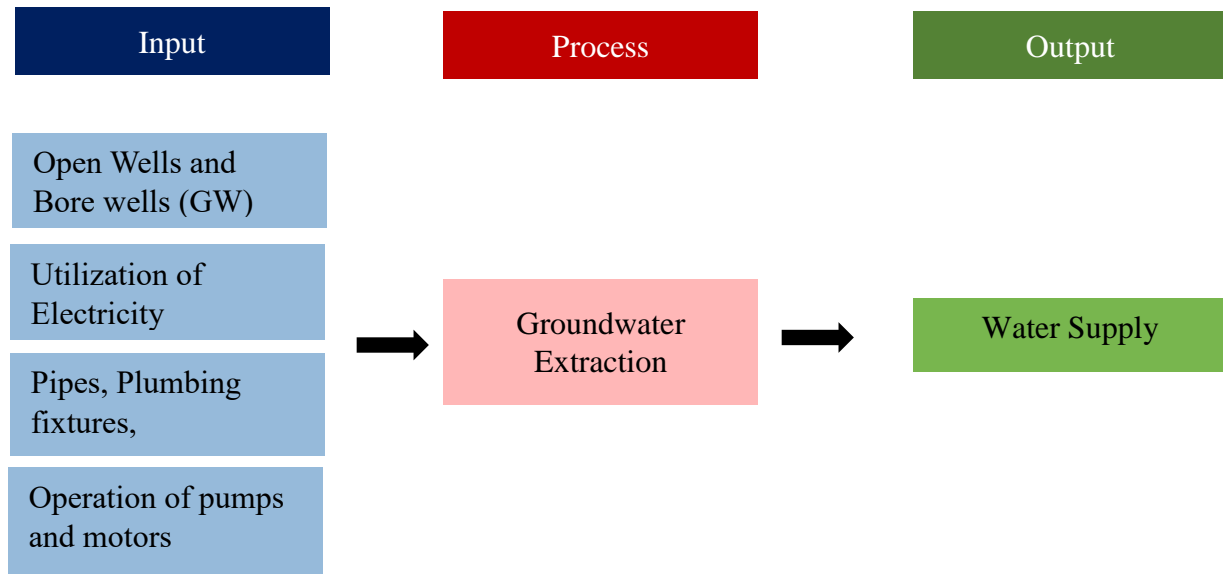 Input
Process
Output
Open Wells and
Bore wells (GW)
Utilization of
Electricity
Pipes, Plumbing
fixtures,
Operation of pumps
and motors
Groundwater
Extraction
Water Supply